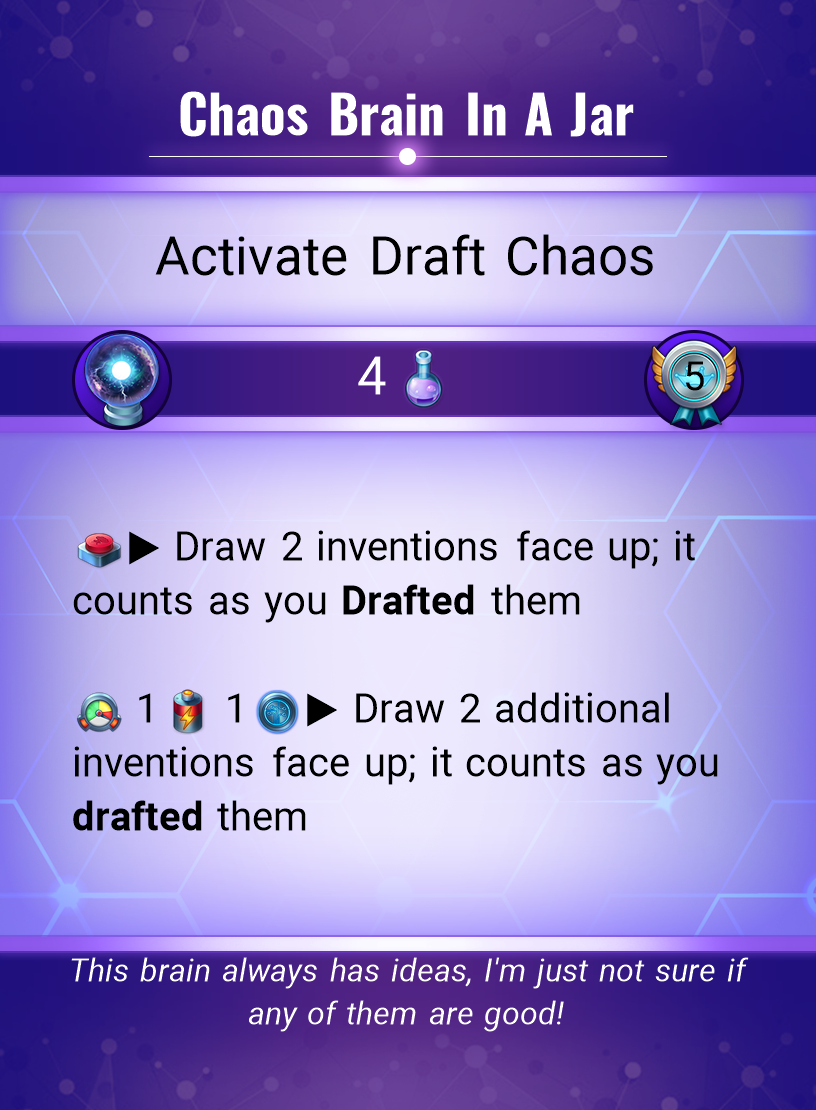 Chaos Brain In A Jar
Activate Draft Chaos
4
5
▶ Draw 2 inventions face up; it
counts as you Drafted them
1 1 ▶ Draw 2 additional
inventions face up; it counts as you
drafted them
This brain always has ideas, I'm just not sure if
any of them are good!